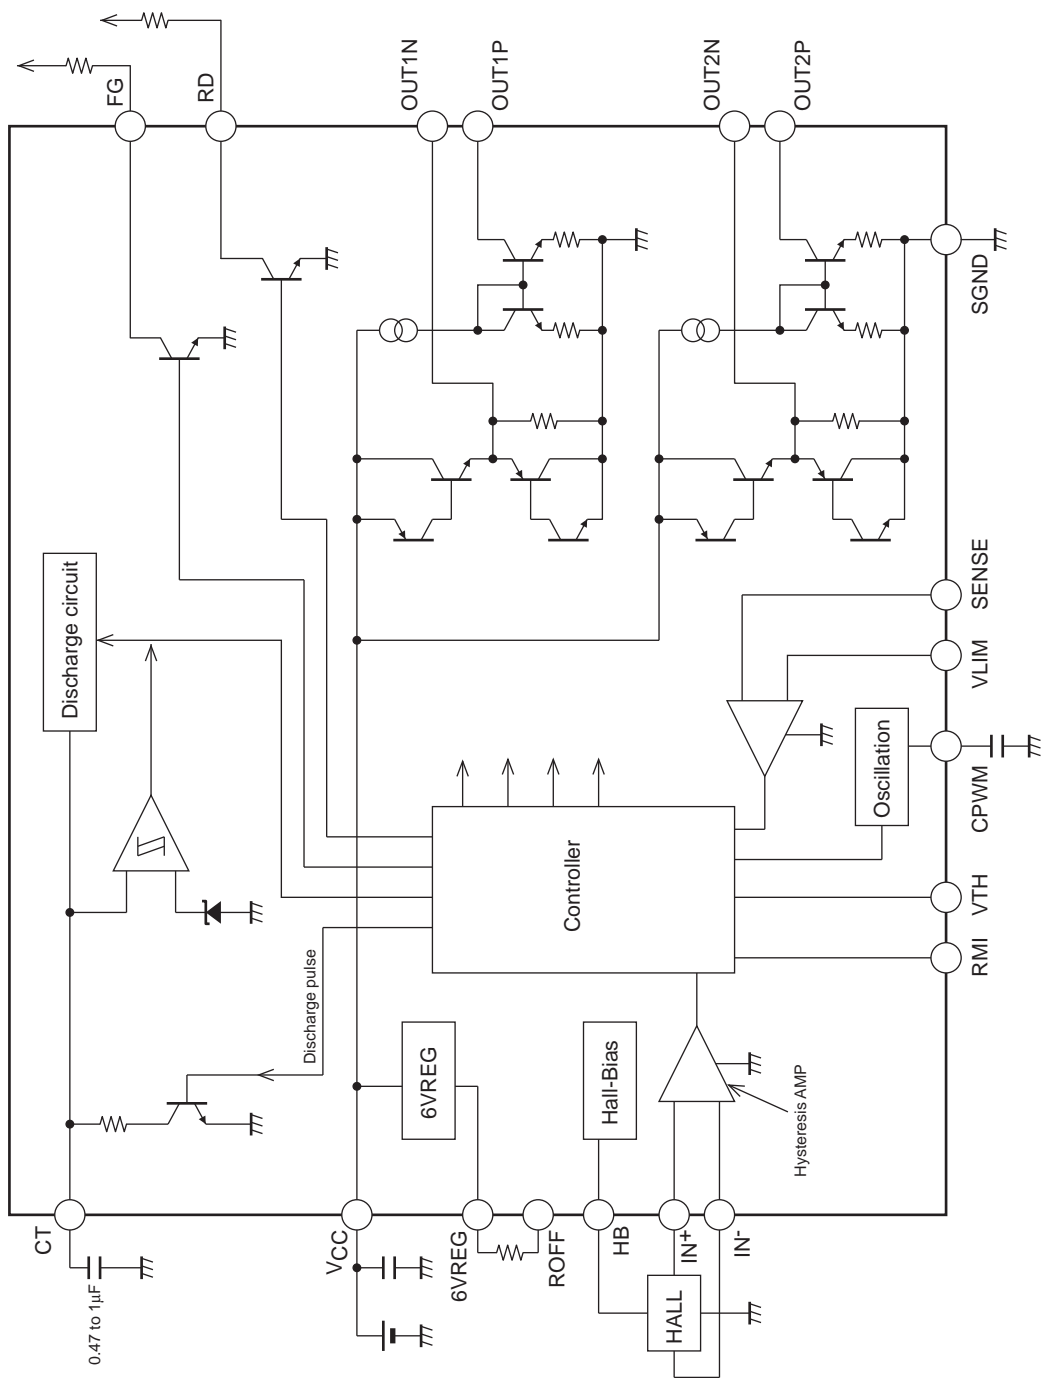 FG
RD
OUT1N
OUT1P
OUT2N
OUT2P
SGND
SENSE
VLIM
CPWM
VTH
RMI
Discharge circuit
Oscillation
Controller
Discharge pulse
6VREG
Hall-Bias
Hysteresis AMP
CT
0.47 to 1µF
VCC
6VREG
ROFF
HB
IN+
IN-
HALL